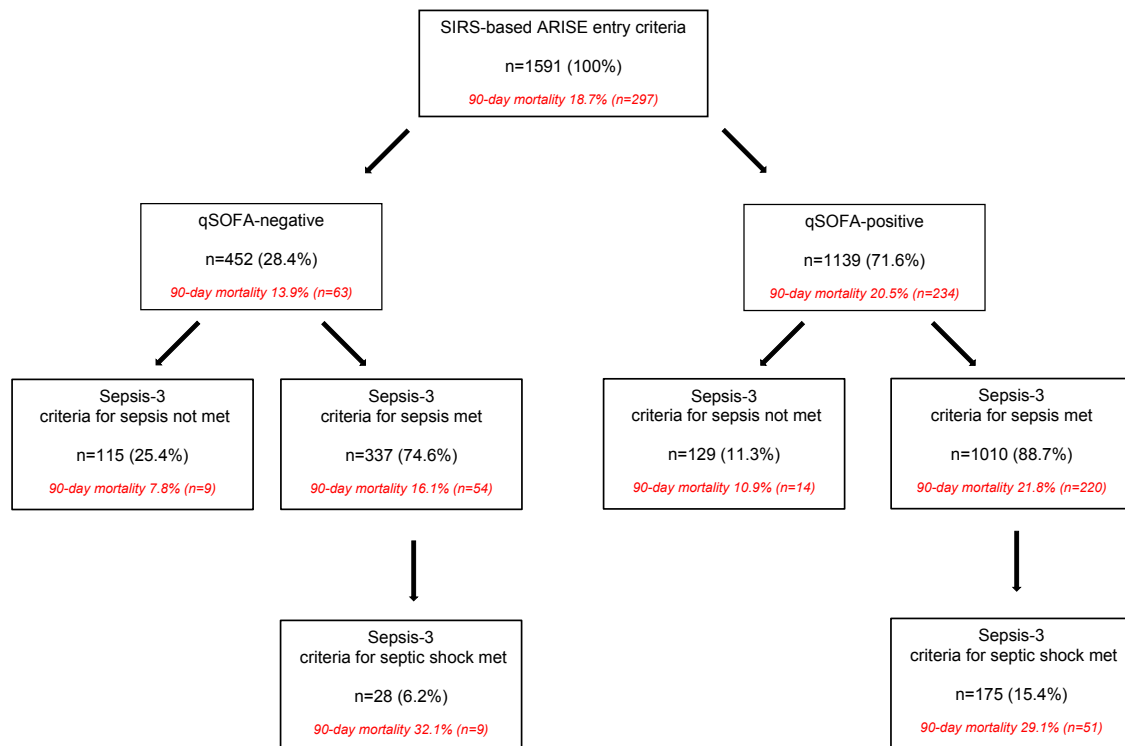 SIRS-based ARISE entry criteria
n=1591 (100%)
90-day mortality 18.7% (n=297)
qSOFA-negative
n=452 (28.4%)
90-day mortality 13.9% (n=63)
qSOFA-positive
n=1139 (71.6%)
90-day mortality 20.5% (n=234)
Sepsis-3
criteria for sepsis not met
n=115 (25.4%)
90-day mortality 7.8% (n=9)
Sepsis-3
criteria for sepsis met
n=337 (74.6%)
90-day mortality 16.1% (n=54)
Sepsis-3
criteria for sepsis not met
n=129 (11.3%)
90-day mortality 10.9% (n=14)
Sepsis-3
criteria for sepsis met
n=1010 (88.7%)
90-day mortality 21.8% (n=220)
Sepsis-3
criteria for septic shock met
n=28 (6.2%)
90-day mortality 32.1% (n=9)
Sepsis-3
criteria for septic shock met
n=175 (15.4%)
90-day mortality 29.1% (n=51)